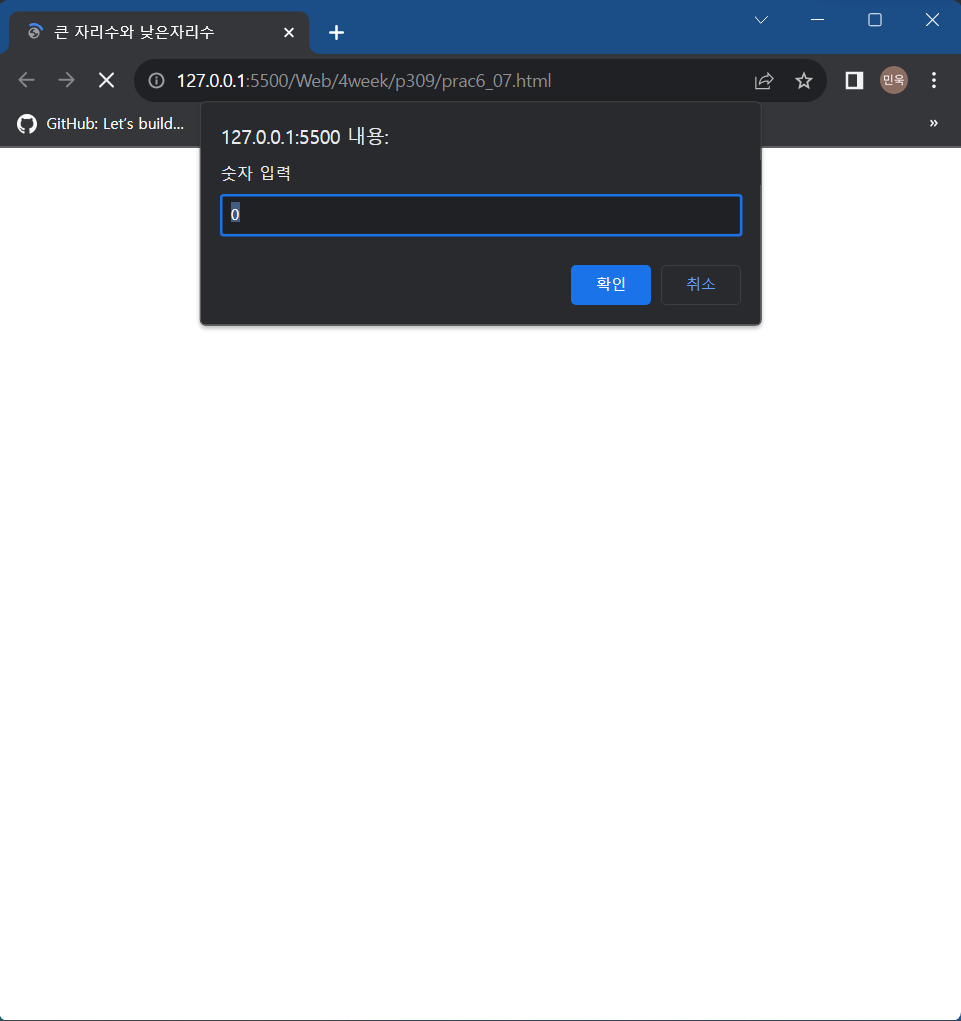 큰 자리수와 낮은자리수
127.0.0.1:5500/Web/4week/p309/prac6_07.html
민욱
GitHub: Let's build...
»
127.0.0.1:5500 내용:
숫자 입력
0
확인
취소